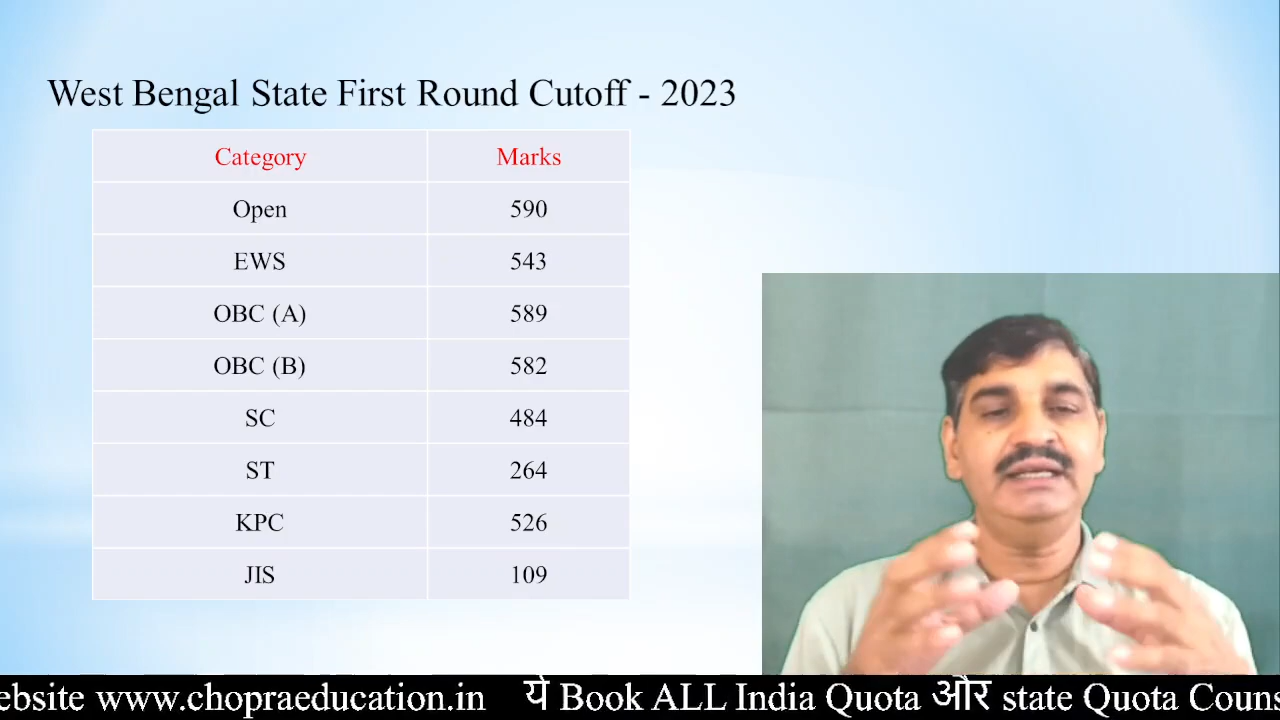 West Bengal State First Round Cutoff - 2023
Category Marks
Open 590
EWS 543
OBC (A) 589
OBC (B) 582
SC 484
ST 264
KPC 526
JIS 109
ebsite www.chopraeducation.in ये Book ALL India Quota और state Quota Couns